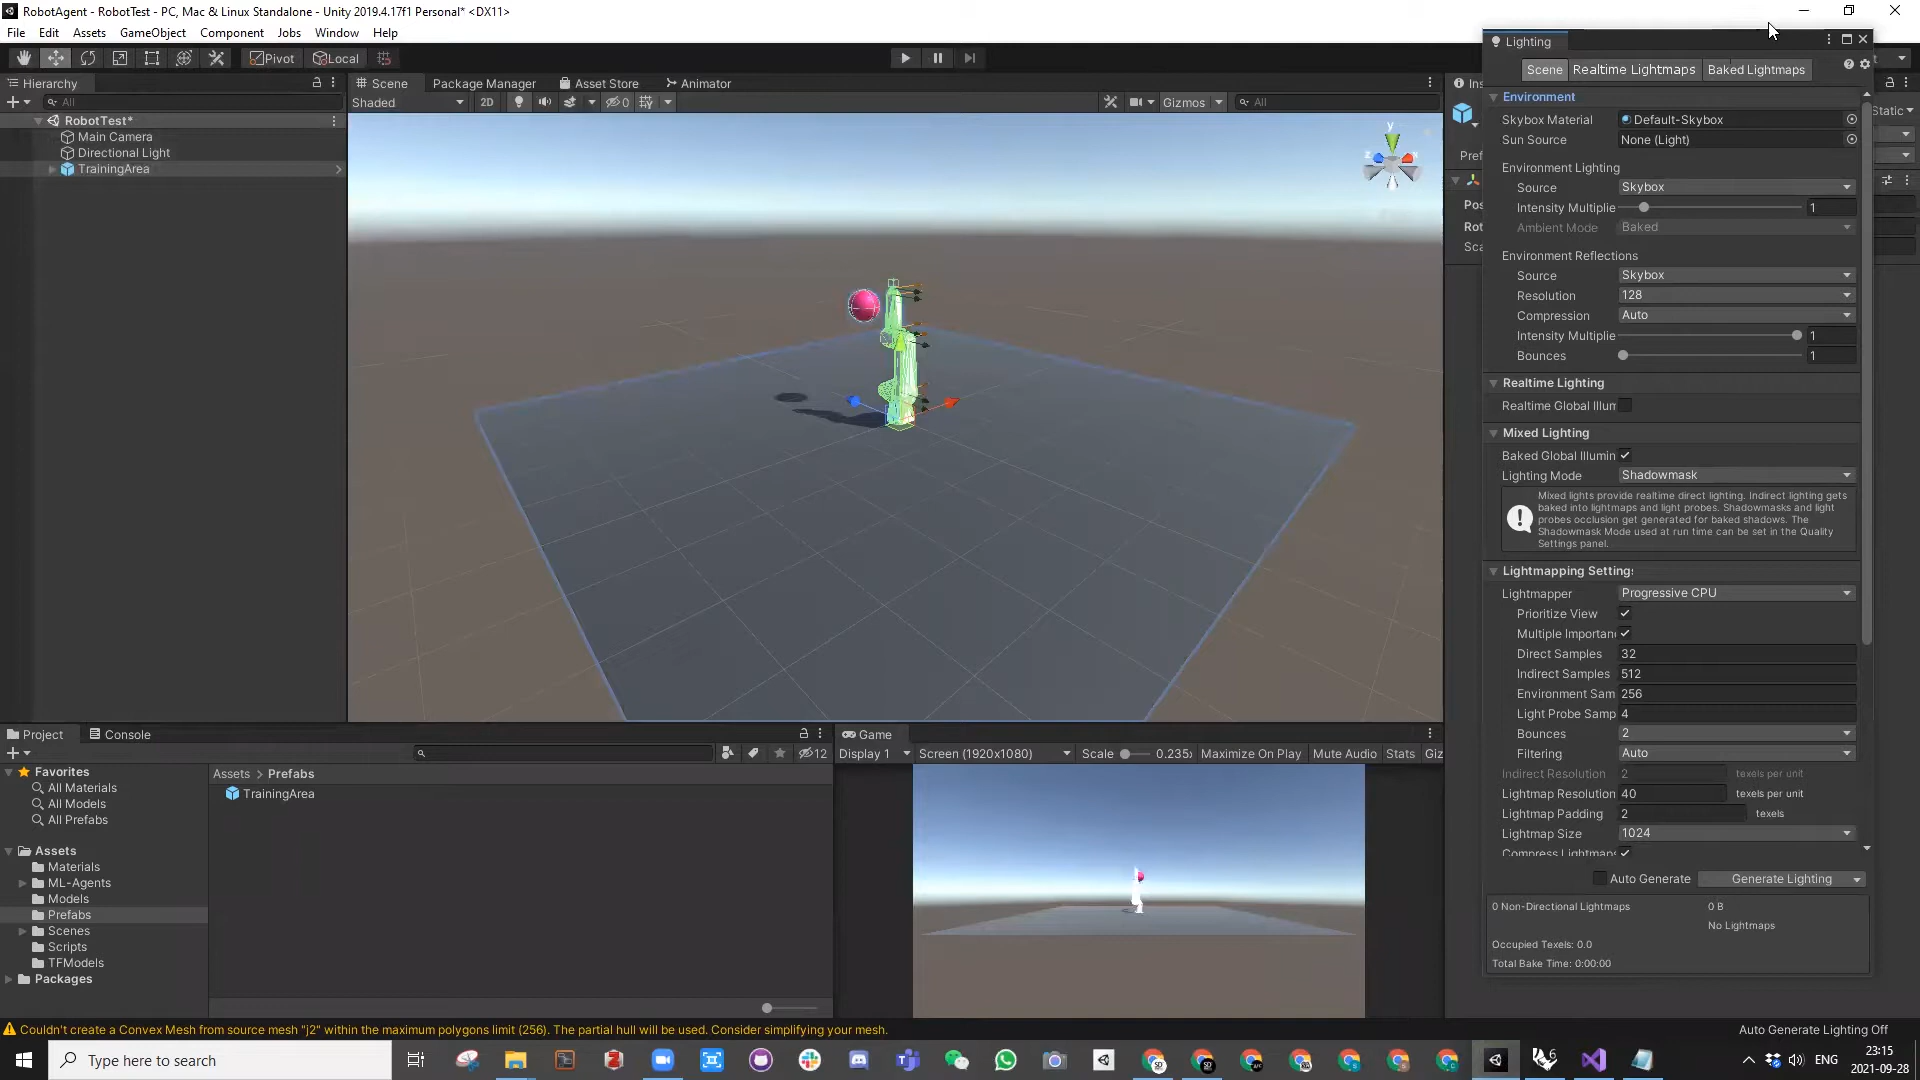 RobotAgent - RobotTest - PC, Mac & Linux Standalone - Unity 2019.4.17f1 Personal* <DX11>
File Edit Assets GameObject Component Jobs Window Help
Pivot Local
Hierarchy
All
RobotTest*
Main Camera
Directional Light
TrainingArea
Scene Package Manager Asset Store Animator
Shaded 2D 0 Gizmos All
y
Ins
Static
Pref
Pos
Rot
Sca
Lighting
Scene Realtime Lightmaps Baked Lightmaps
Environment
Skybox Material Default-Skybox
Sun Source None (Light)
Environment Lighting
Source Skybox
Intensity Multiplie 1
Ambient Mode Baked
Environment Reflections
Source Skybox
Resolution 128
Compression Auto
Intensity Multiplie 1
Bounces 1
Realtime Lighting
Realtime Global Illum
Mixed Lighting
Baked Global Illumin
Lighting Mode Shadowmask
Mixed lights provide realtime direct lighting. Indirect lighting gets
baked into lightmaps and light probes. Shadowmasks and light
probes occlusion get generated for baked shadows. The
Shadowmask Mode used at run time can be set in the Quality
Settings panel.
Lightmapping Settings
Lightmapper Progressive CPU
Prioritize View
Multiple Importan
Direct Samples 32
Indirect Samples 512
Environment Sam 256
Light Probe Samp 4
Bounces 2
Filtering Auto
Indirect Resolution 2 texels per unit
Lightmap Resolution 40 texels per unit
Lightmap Padding 2 texels
Lightmap Size 1024
Compress Lightmaps
Auto Generate Generate Lighting
0 Non-Directional Lightmaps 0 B
No Lightmaps
Occupied Texels: 0.0
Total Bake Time: 0:00:00
Project Console
12
Favorites
All Materials
All Models
All Prefabs
Assets
Materials
ML-Agents
Models
Prefabs
Scenes
Scripts
TFModels
Packages
Assets > Prefabs
TrainingArea
Game
Display 1 Screen (1920x1080) Scale 0.235 Maximize On Play Mute Audio Stats Giz
Couldn't create a Convex Mesh from source mesh "j2" within the maximum polygons limit (256). The partial hull will be used. Consider simplifying your mesh.
Auto Generate Lighting Off
Type here to search
ENG
23:15
2021-09-28